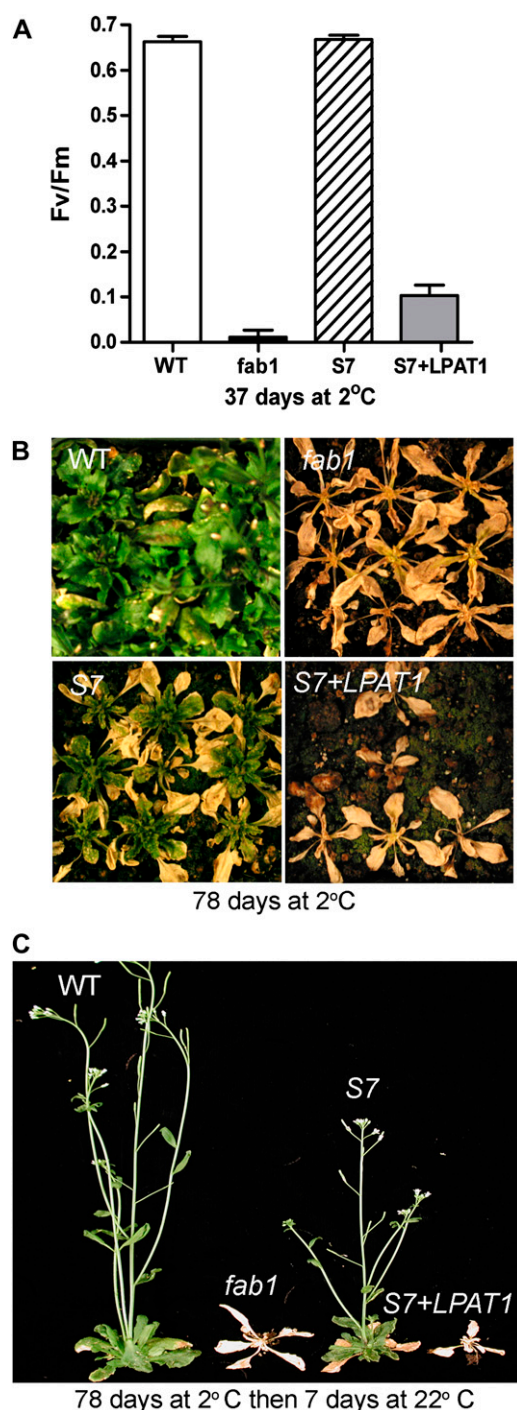 A
Fv/Fm
0.7
0.6
0.5
0.4
0.3
0.2
0.1
0.0
WT fab1 S7 S7+LPAT1
37 days at 2°C
B
WT fab1
S7 S7+LPAT1
78 days at 2°C
C
WT
S7
fab1
S7+LPAT1
78 days at 2° C then 7 days at 22° C